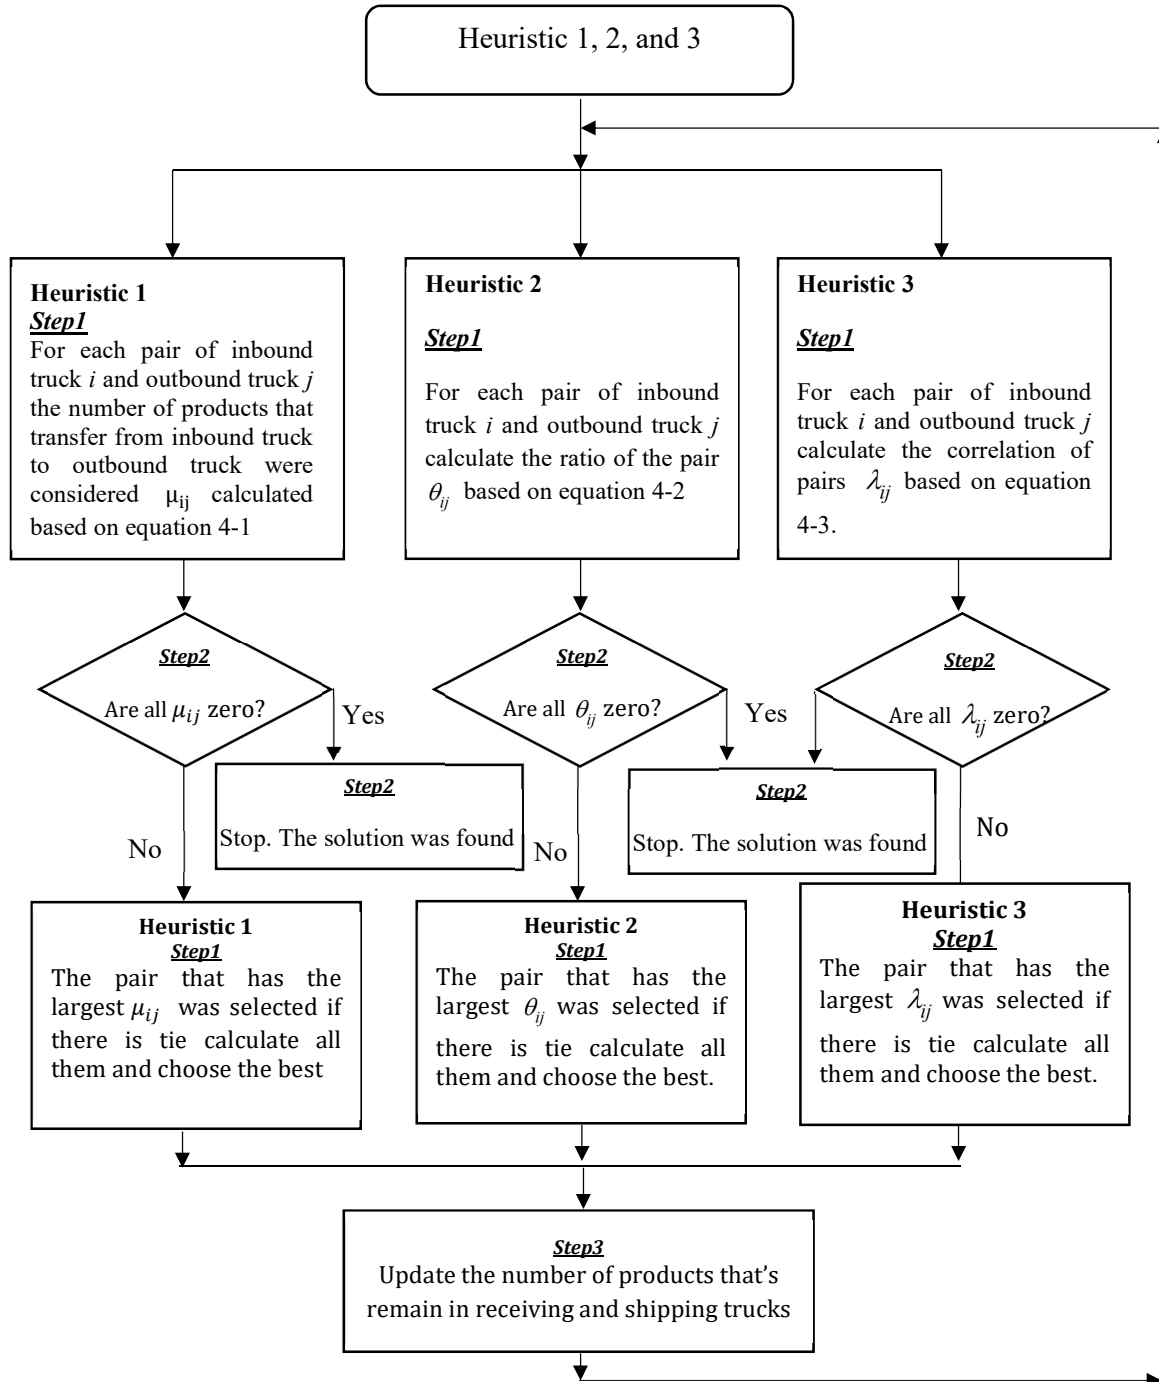 Heuristic 1, 2, and 3
Heuristic 1
Step1
For each pair of inbound
truck i and outbound truck j
the number of products that
transfer from inbound truck
to outbound truck were
considered μij calculated
based on equation 4-1
Heuristic 2
Step1
For each pair of inbound
truck i and outbound truck j
calculate the ratio of the pair
θij based on equation 4-2
Heuristic 3
Step1
For each pair of inbound
truck i and outbound truck j
calculate the correlation of
pairs λij based on equation
4-3.
Step2
Are all μij zero?
Yes
Step2
Are all θij zero?
Yes
Step2
Are all λij zero?
Step2
Stop. The solution was found
Step2
Stop. The solution was found
No
No
No
Heuristic 1
Step1
The pair that has the
largest μij was selected if
there is tie calculate all
them and choose the best
Heuristic 2
Step1
The pair that has the
largest θij was selected if
there is tie calculate all
them and choose the best.
Heuristic 3
Step1
The pair that has the
largest λij was selected if
there is tie calculate all
them and choose the best.
Step3
Update the number of products that's
remain in receiving and shipping trucks